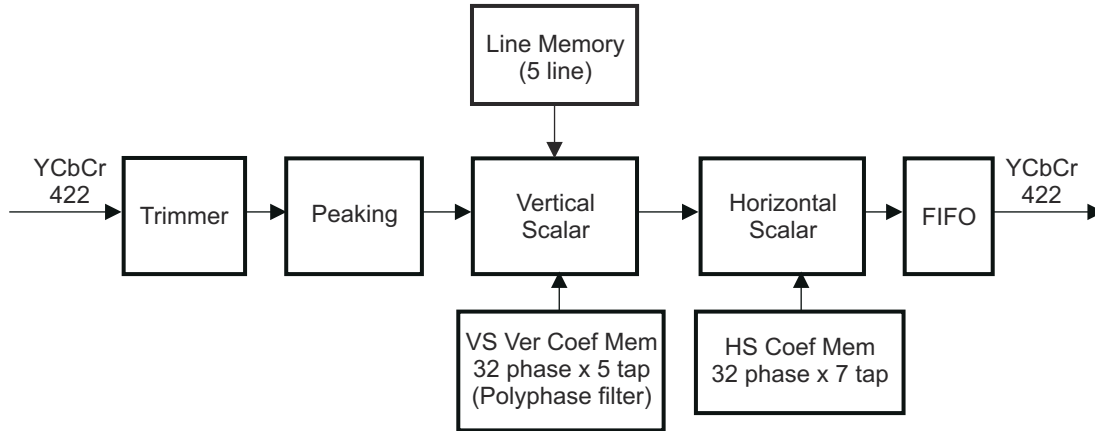 Line Memory
(5 line)
YCbCr
422
Trimmer
Peaking
Vertical
Scalar
Horizontal
Scalar
FIFO
YCbCr
422
VS Ver Coef Mem
32 phase x 5 tap
(Polyphase filter)
HS Coef Mem
32 phase x 7 tap